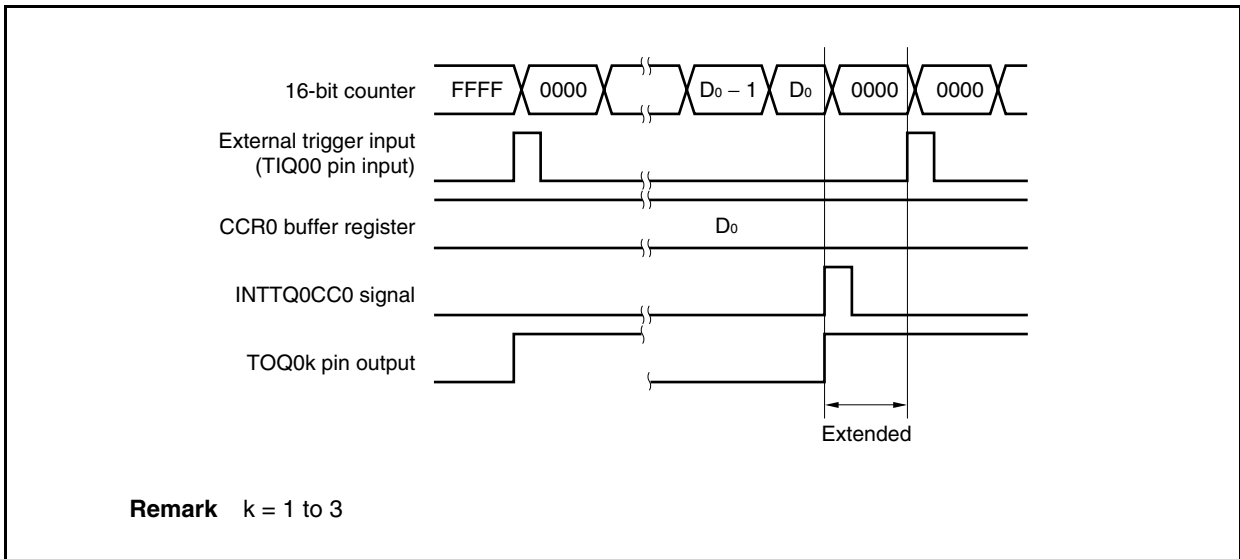 16-bit counter FFFF 0000 D0 − 1 D0 0000 0000
External trigger input
(TIQ00 pin input)
CCR0 buffer register D0
INTTQ0CC0 signal
TOQ0k pin output
Extended
Remark k = 1 to 3